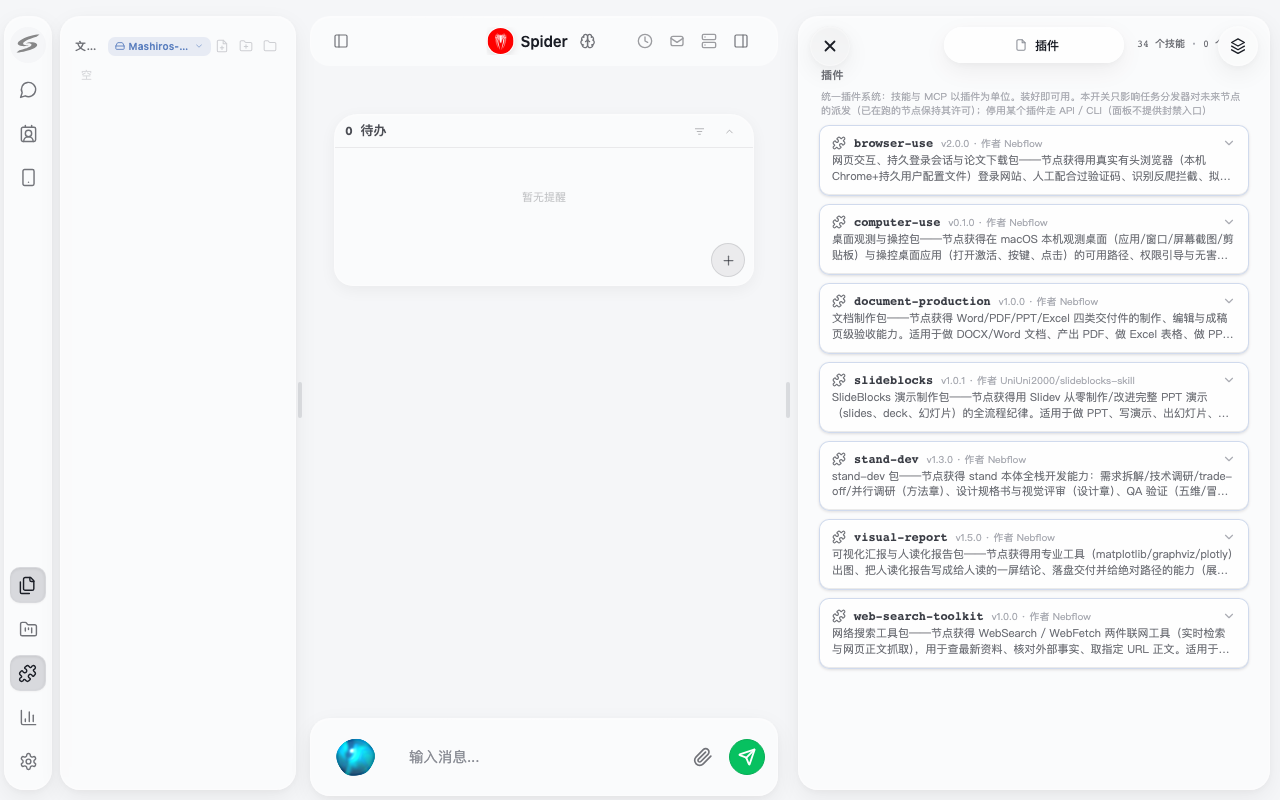 文...
Mashiros-...
空
Spider
0 待办
暂无提醒
输入消息...
插件
34 个技能 · 0
插件
统一插件系统：技能与 MCP 以插件为单位。装好即可用。本开关只影响任务分发器对未来节点
的派发（已在跑的节点保持其许可）；停用某个插件走 API / CLI（面板不提供封禁入口）
browser-use v2.0.0 · 作者 Nebflow
网页交互、持久登录会话与论文下载包——节点获得用真实有头浏览器（本机
Chrome+持久用户配置文件）登录网站、人工配合过验证码、识别反爬拦截、拟...
computer-use v0.1.0 · 作者 Nebflow
桌面观测与操控包——节点获得在 macOS 本机观测桌面（应用/窗口/屏幕截图/剪
贴板）与操控桌面应用（打开激活、按键、点击）的可用路径、权限引导与无害...
document-production v1.0.0 · 作者 Nebflow
文档制作包——节点获得 Word/PDF/PPT/Excel 四类交付件的制作、编辑与成稿
页级验收能力。适用于做 DOCX/Word 文档、产出 PDF、做 Excel 表格、做 PP...
slideblocks v1.0.1 · 作者 UniUni2000/slideblocks-skill
SlideBlocks 演示制作包——节点获得用 Slidev 从零制作/改进完整 PPT 演示
（slides、deck、幻灯片）的全流程纪律。适用于做 PPT、写演示、出幻灯片、...
stand-dev v1.3.0 · 作者 Nebflow
stand-dev 包——节点获得 stand 本体全栈开发能力：需求拆解/技术调研/trade-
off/并行调研（方法章）、设计规格书与视觉评审（设计章）、QA 验证（五维/冒...
visual-report v1.5.0 · 作者 Nebflow
可视化汇报与人读化报告包——节点获得用专业工具（matplotlib/graphviz/plotly）
出图、把人读化报告写成给人读的一屏结论、落盘交付并给绝对路径的能力（展...
web-search-toolkit v1.0.0 · 作者 Nebflow
网络搜索工具包——节点获得 WebSearch / WebFetch 两件联网工具（实时检索
与网页正文抓取），用于查最新资料、核对外部事实、取指定 URL 正文。适用于...